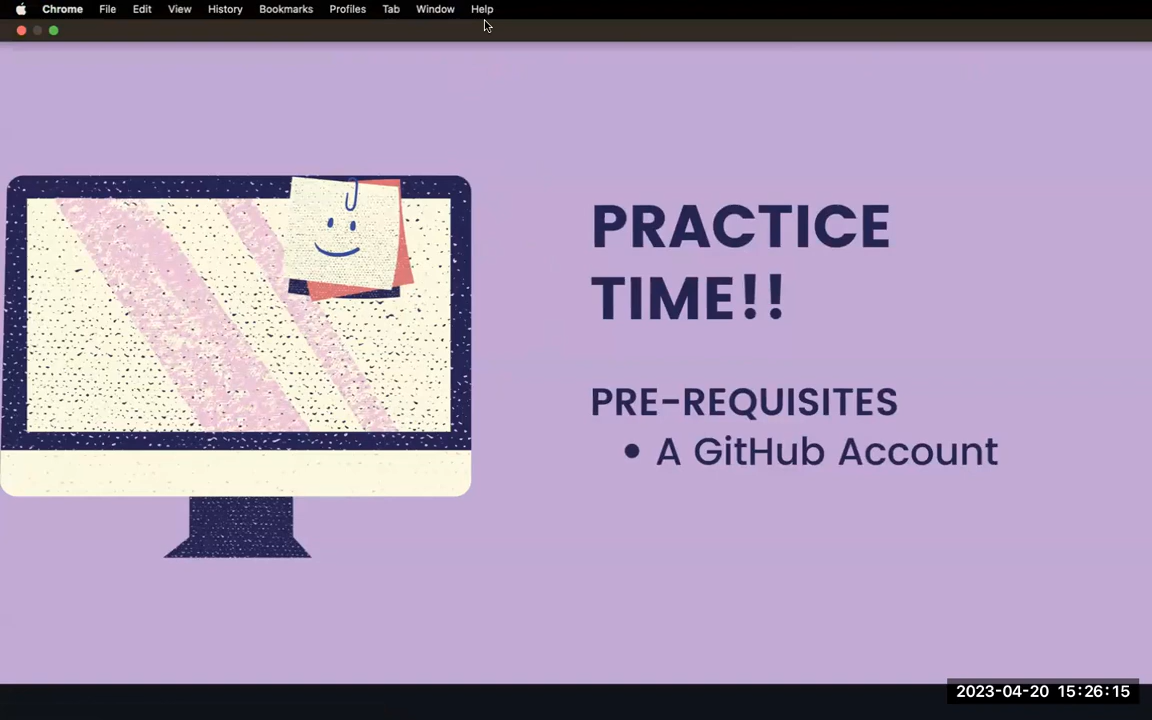 Chrome File Edit View History Bookmarks Profiles Tab Window Help
PRACTICE
TIME!!
PRE-REQUISITES
• A GitHub Account
2023-04-20 15:26:15